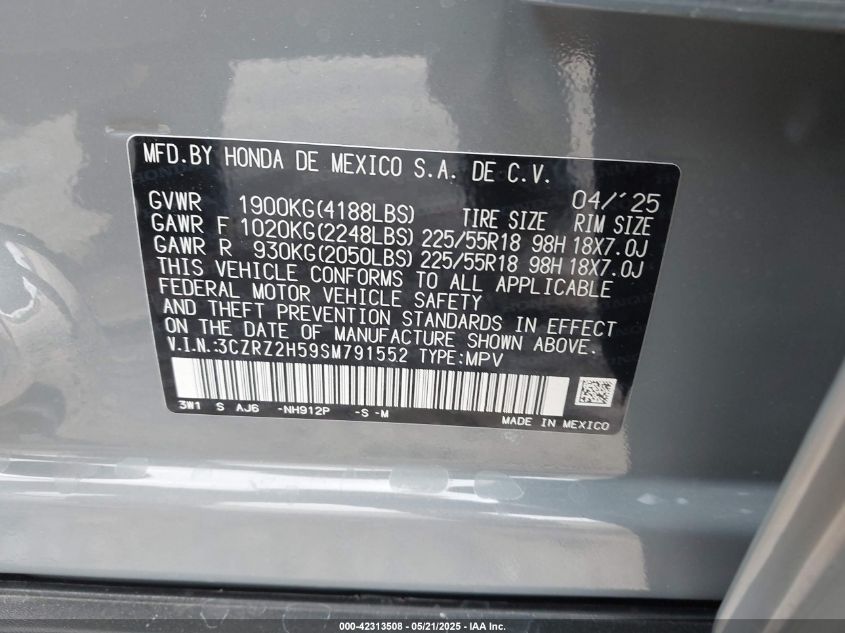 MFD.BY HONDA DE MEXICO S.A. DE C.V.
04/'25
GVWR 1900KG(4188LBS) TIRE SIZE RIM SIZE
GAWR F 1020KG(2248LBS) 225/55R18 98H 18X7.0J
GAWR R 930KG(2050LBS) 225/55R18 98H 18X7.0J
THIS VEHICLE CONFORMS TO ALL APPLICABLE
FEDERAL MOTOR VEHICLE SAFETY
AND THEFT PREVENTION STANDARDS IN EFFECT
ON THE DATE OF MANUFACTURE SHOWN ABOVE.
V.I.N.:3CZRZ2H59SM791552 TYPE:MPV
3W1 S AJ6 -NH912P -S -M
MADE IN MEXICO
000-42313508 - 05/21/2025 - IAA Inc.